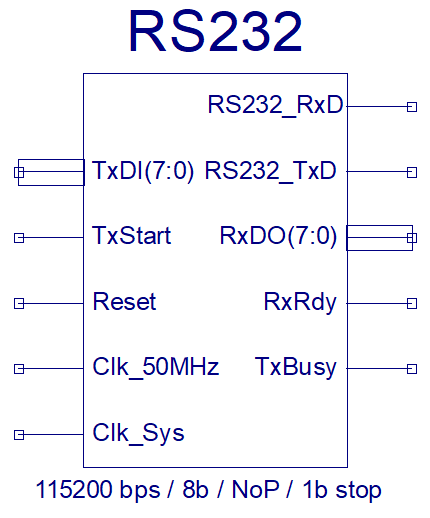 RS232
RS232_RxD
TxDI(7:0) RS232_TxD
TxStart RxDO(7:0)
Reset RxRdy
Clk_50MHz TxBusy
Clk_Sys
115200 bps / 8b / NoP / 1b stop